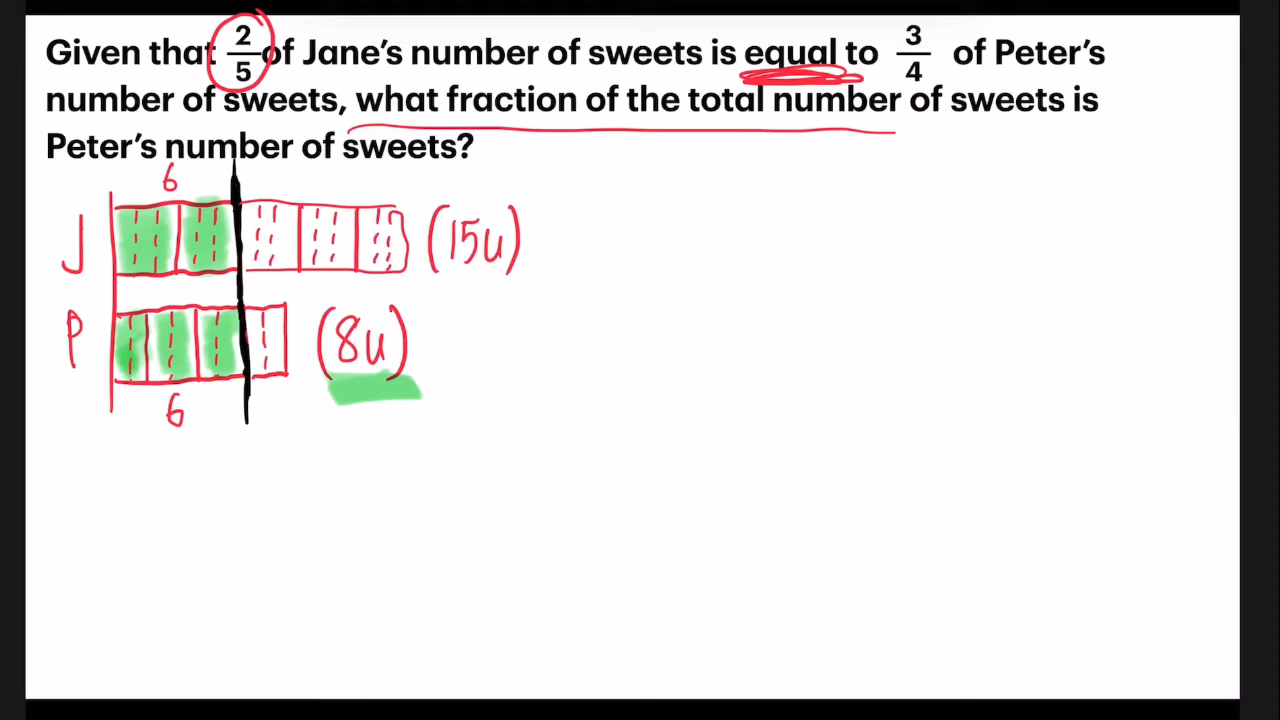 Given that 2/5 of Jane's number of sweets is equal to 3/4 of Peter's
number of sweets, what fraction of the total number of sweets is
Peter's number of sweets?
6
J (15u)
P (8u)
6